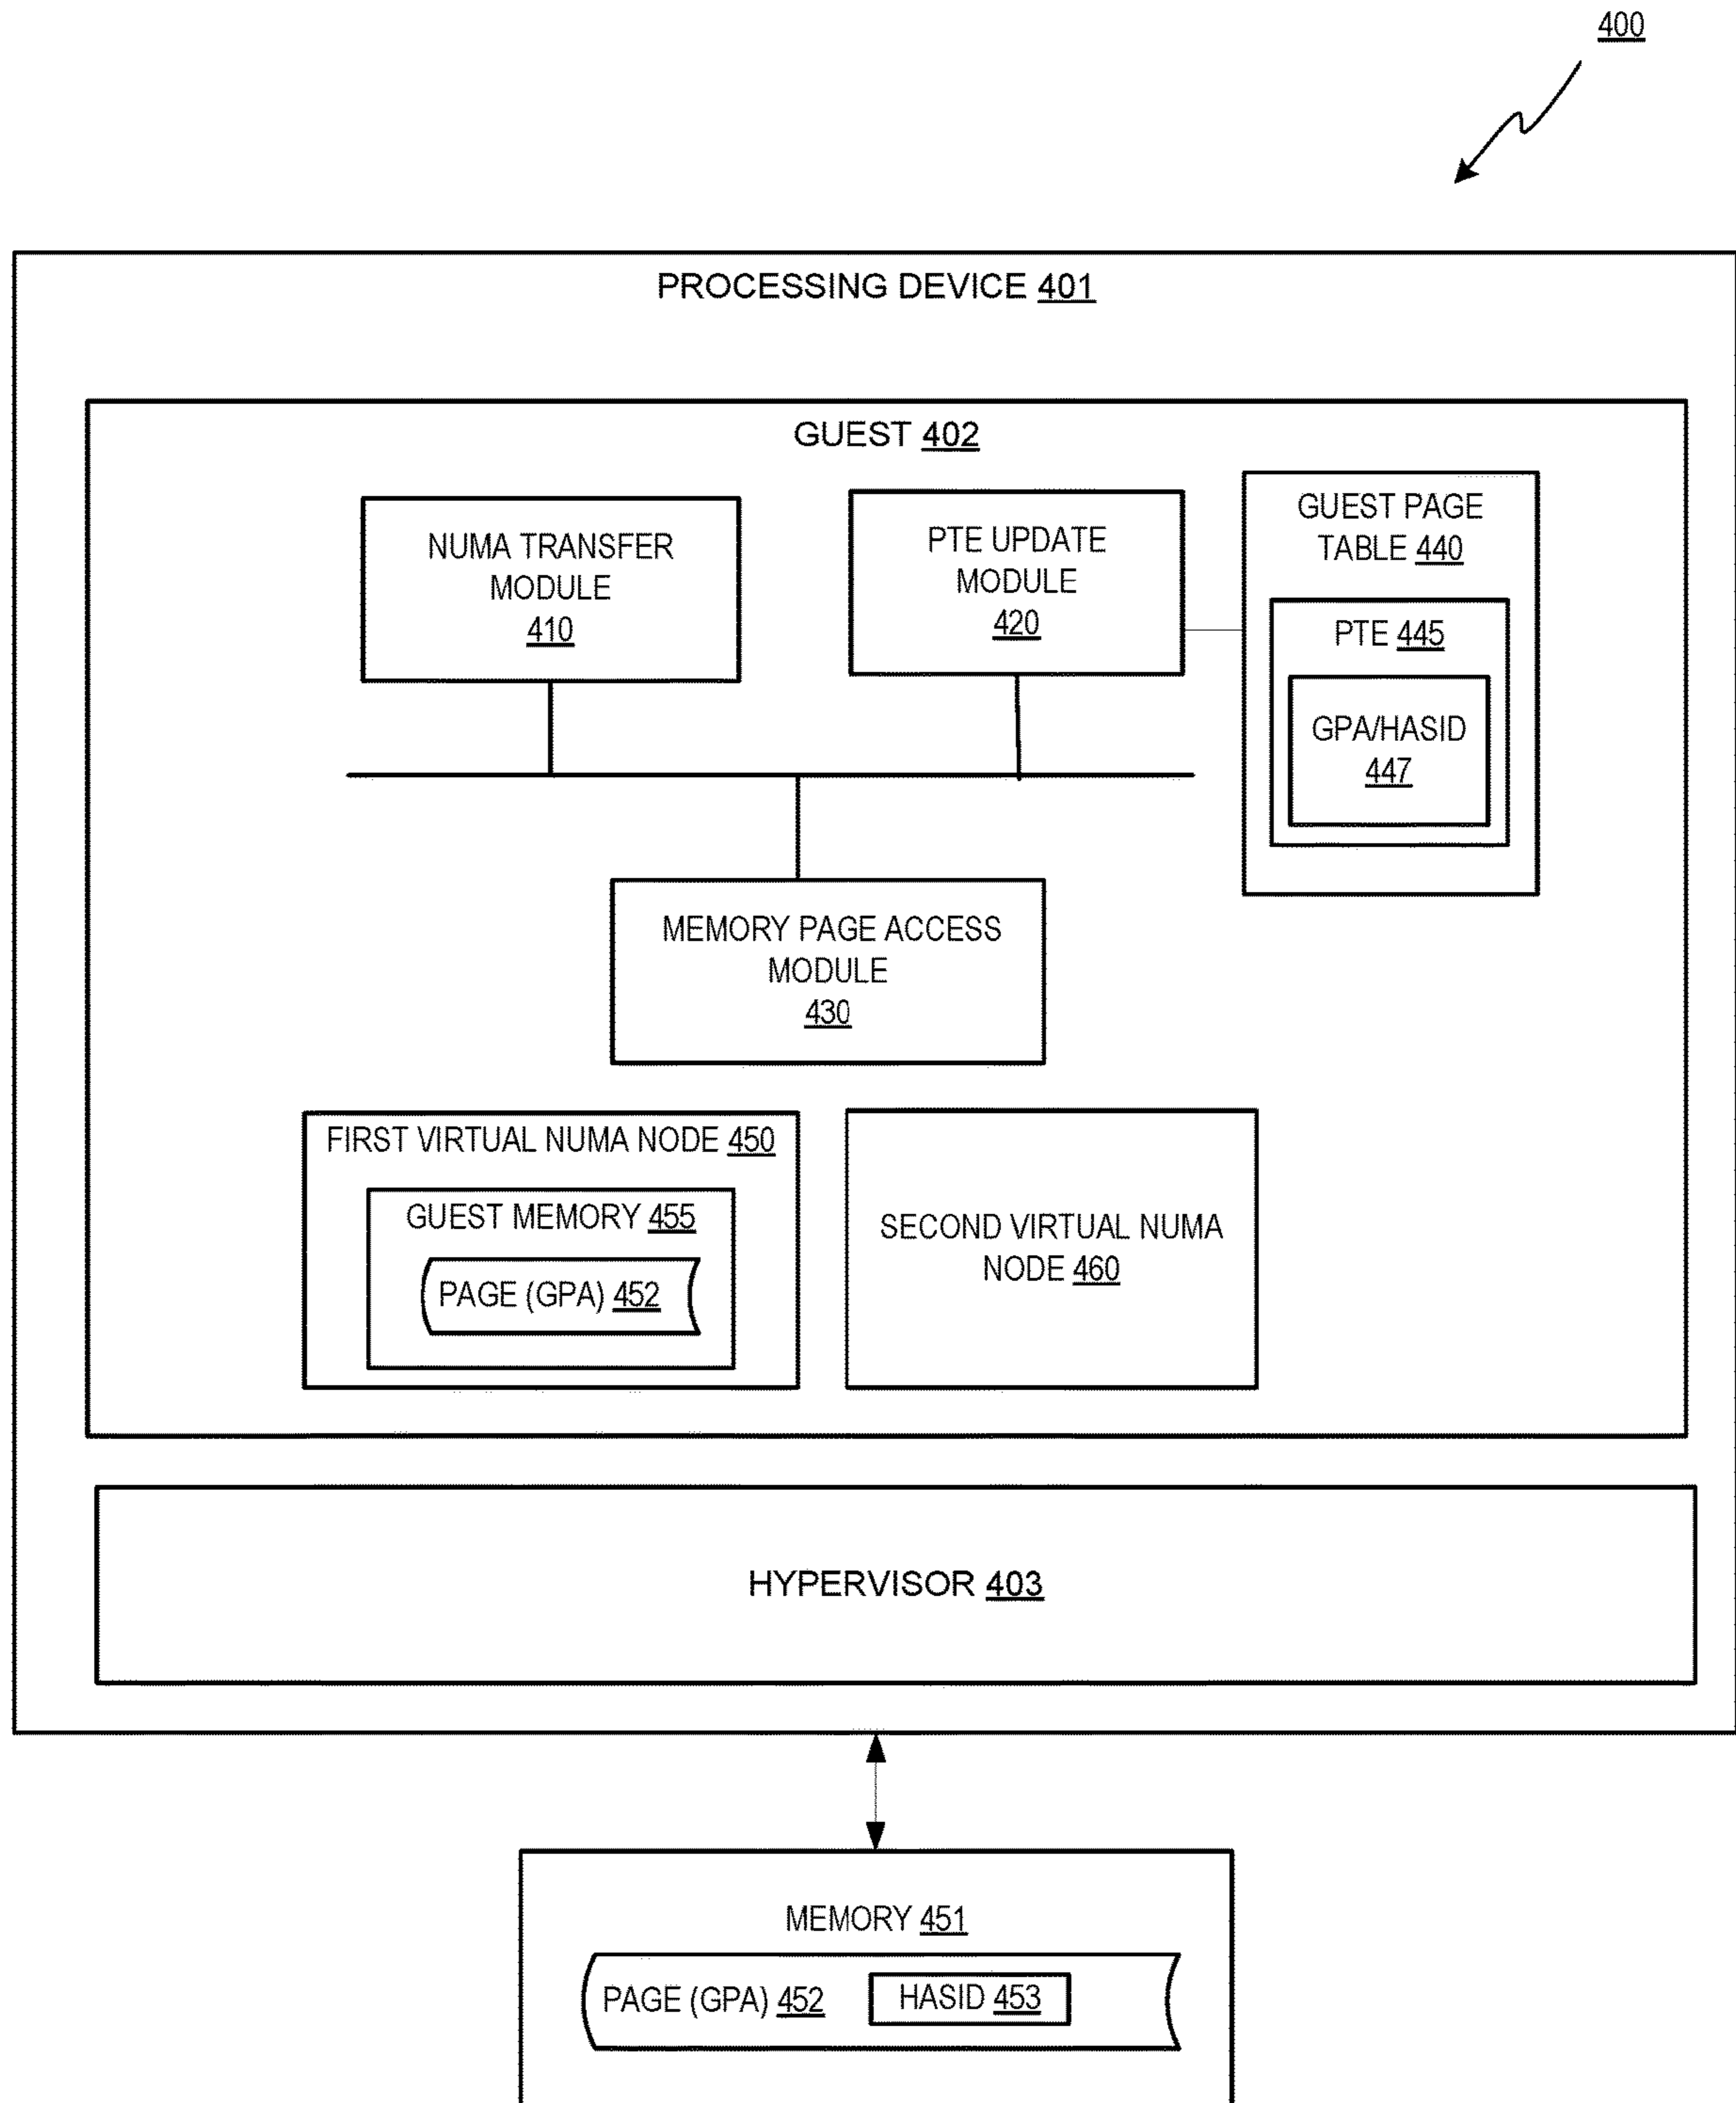 400
PROCESSING DEVICE 401
GUEST 402
NUMA TRANSFER
MODULE
410
PTE UPDATE
MODULE
420
GUEST PAGE
TABLE 440
PTE 445
GPA/HASID
447
MEMORY PAGE ACCESS
MODULE
430
FIRST VIRTUAL NUMA NODE 450
GUEST MEMORY 455
PAGE (GPA) 452
SECOND VIRTUAL NUMA
NODE 460
HYPERVISOR 403
MEMORY 451
PAGE (GPA) 452
HASID 453